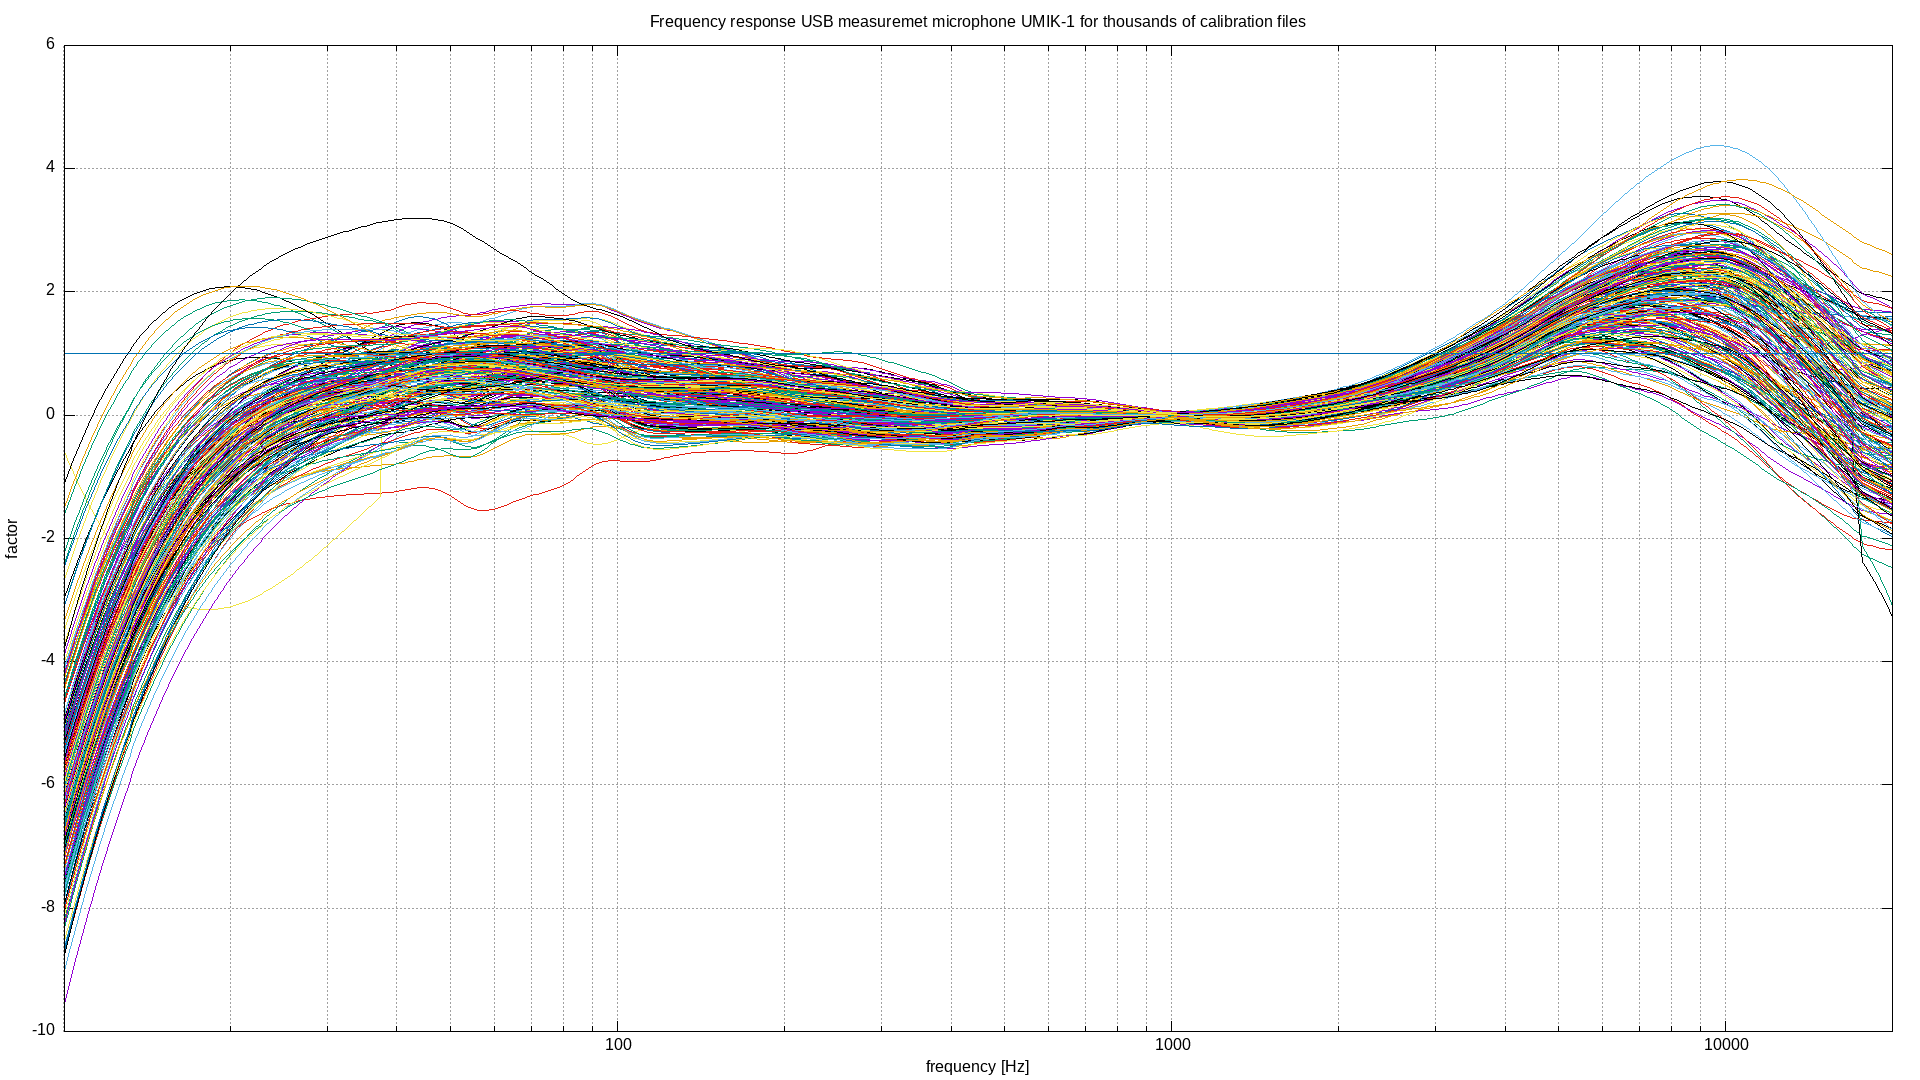 Frequency response USB measuremet microphone UMIK-1 for thousands of calibration files
6
4
2
0
-2
-4
-6
-8
-10
factor
100 1000 10000
frequency [Hz]